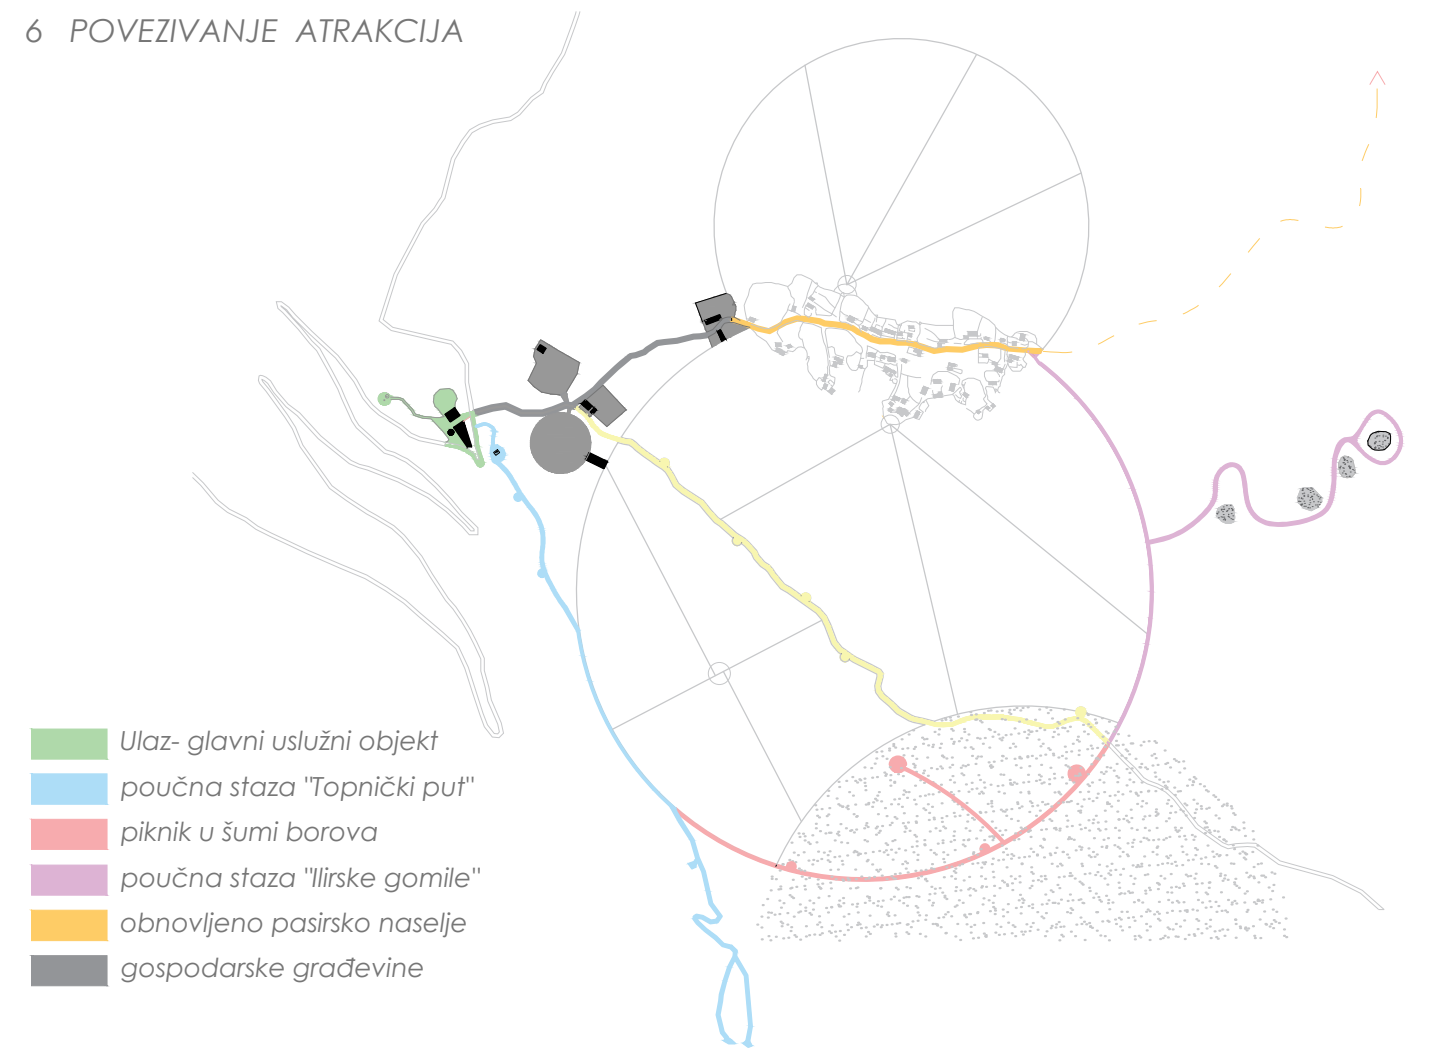 6 POVEZIVANJE ATRAKCIJA
Ulaz- glavni uslužni objekt
poučna staza "Topnički put"
piknik u šumi borova
poučna staza "Ilirske gomile"
obnovljeno pasirsko naselje
gospodarske građevine